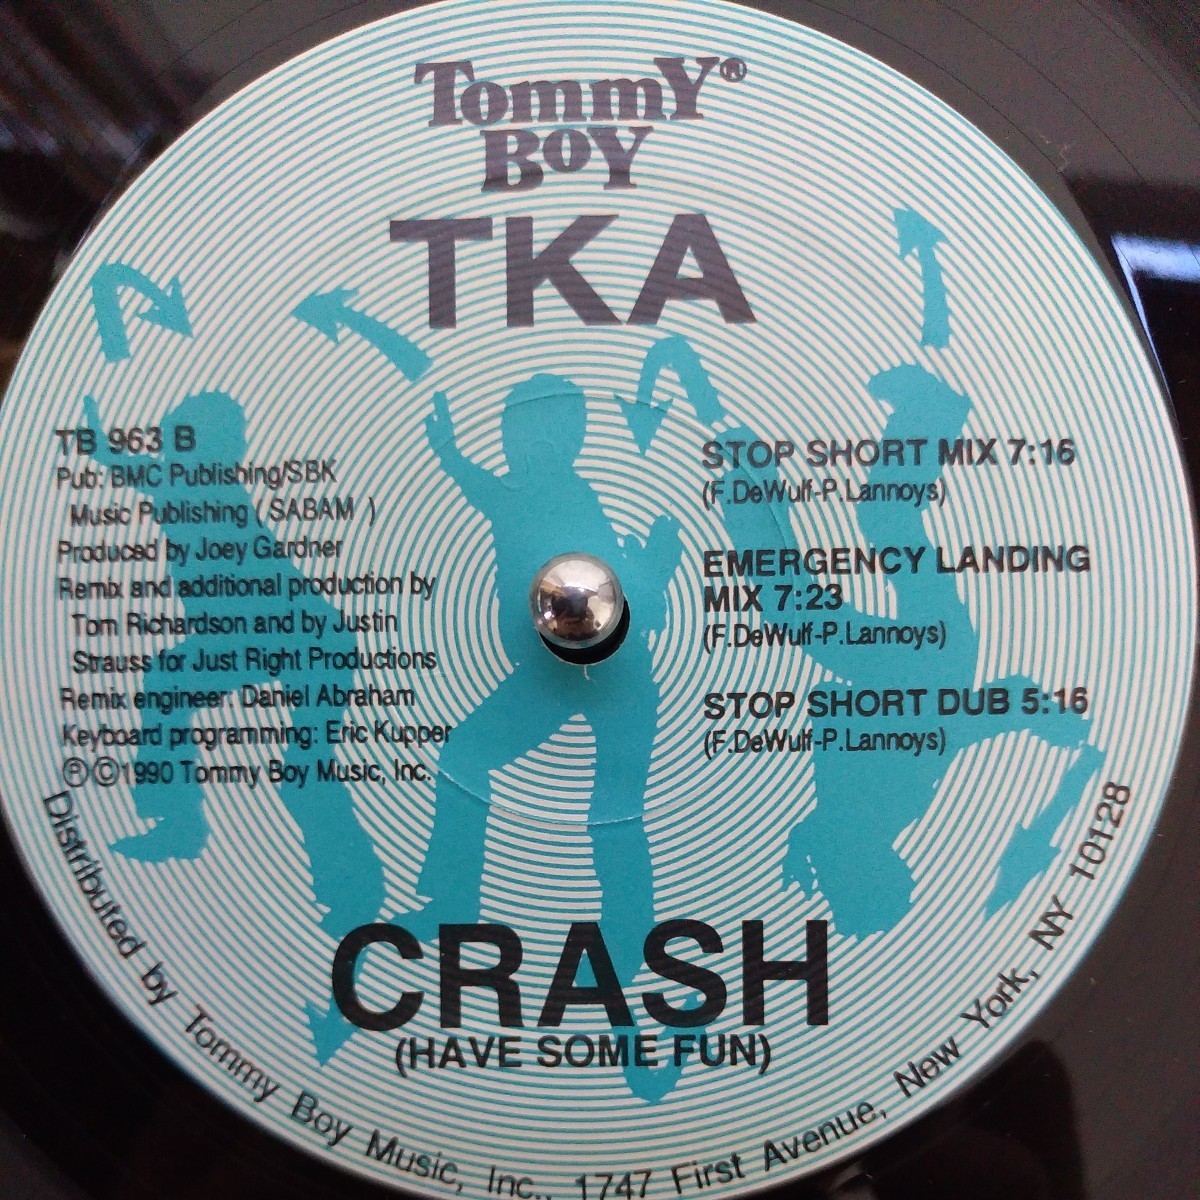 Tommy®
Boy
TKA
TB 963 B
Pub: BMC Publishing/SBK
Music Publishing ( SABAM )
Produced by Joey Gardner
Remix and additional production by
Tom Richardson and by Justin
Strauss for Just Right Productions
Remix engineer: Daniel Abraham
Keyboard programming: Eric Kupper
Ⓟ©1990 Tommy Boy Music, Inc.
STOP SHORT MIX 7:16
(F.DeWulf-P.Lannoys)
EMERGENCY LANDING
MIX 7:23
(F.DeWulf-P.Lannoys)
STOP SHORT DUB 5:16
(F.DeWulf-P.Lannoys)
CRASH
(HAVE SOME FUN)
Distributed by Tommy Boy Music, Inc., 1747 First Avenue, New York, NY 10128